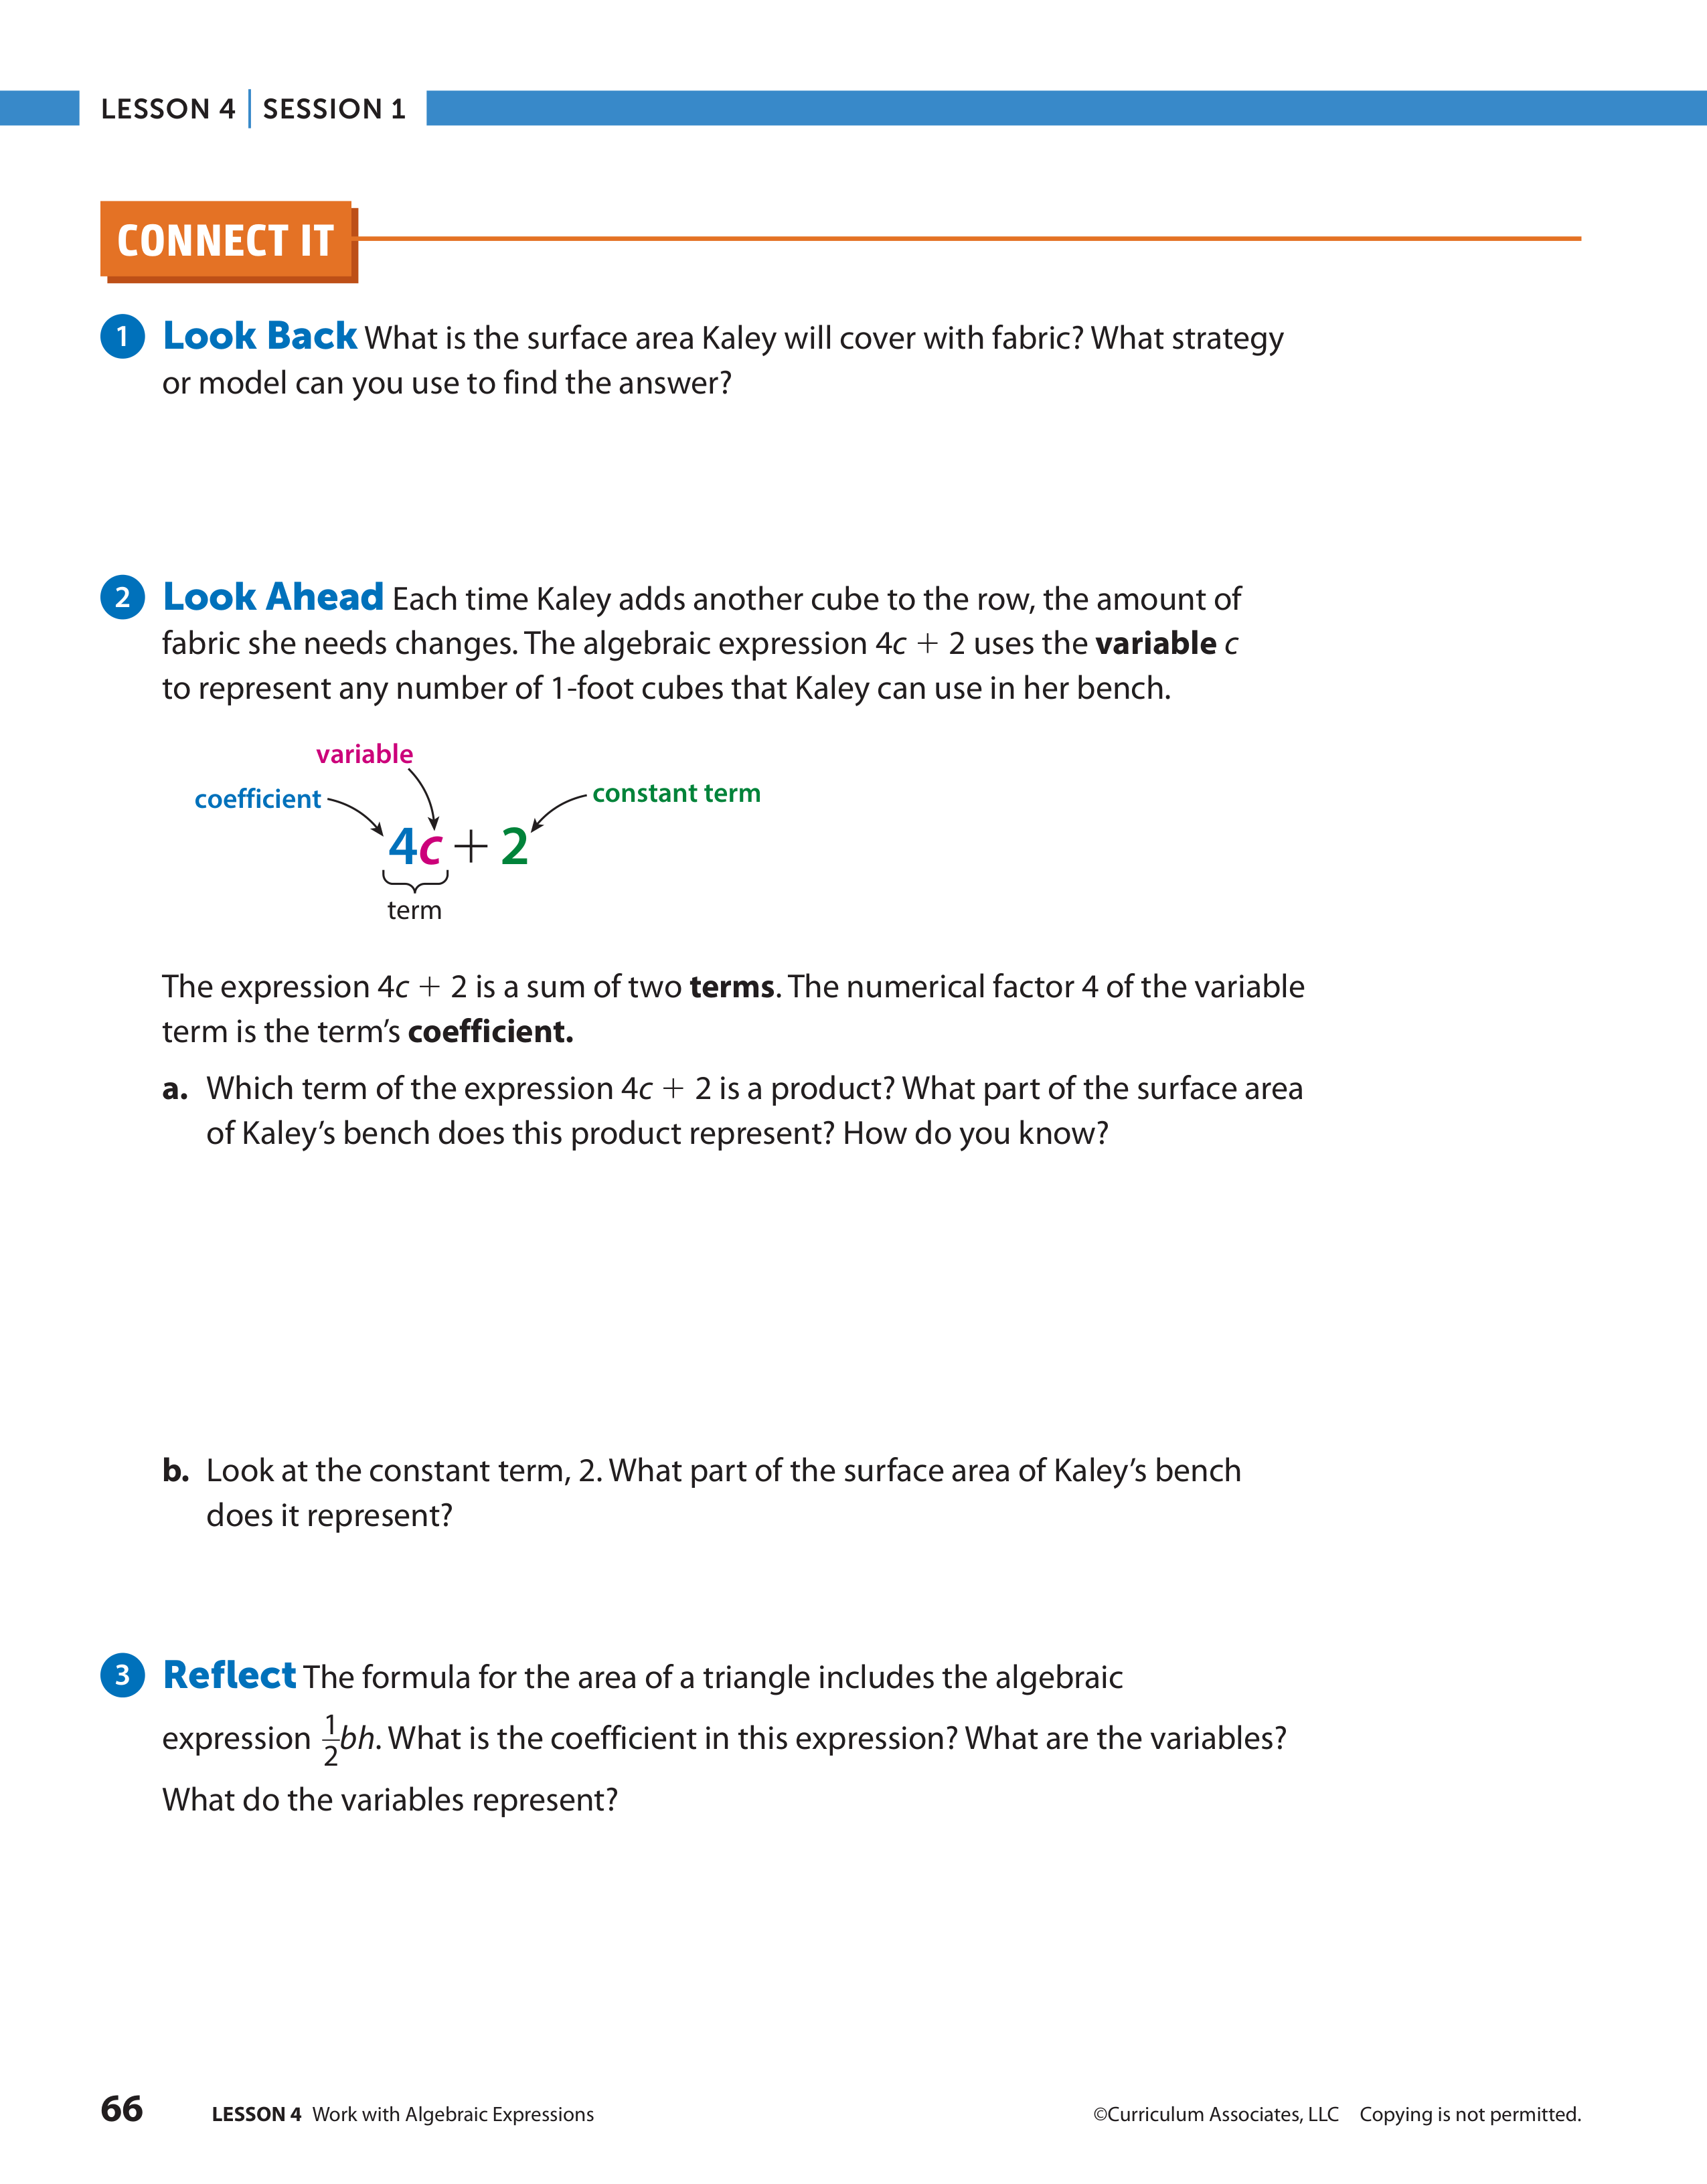 LESSON 4 | SESSION 1
CONNECT IT
1 Look Back What is the surface area Kaley will cover with fabric? What strategy
or model can you use to find the answer?
2 Look Ahead Each time Kaley adds another cube to the row, the amount of
fabric she needs changes. The algebraic expression 4c + 2 uses the variable c
to represent any number of 1-foot cubes that Kaley can use in her bench.
variable
coefficient
constant term
4c + 2
term
The expression 4c + 2 is a sum of two terms. The numerical factor 4 of the variable
term is the term’s coefficient.
a. Which term of the expression 4c + 2 is a product? What part of the surface area
of Kaley’s bench does this product represent? How do you know?
b. Look at the constant term, 2. What part of the surface area of Kaley’s bench
does it represent?
3 Reflect The formula for the area of a triangle includes the algebraic
expression 1/2 bh. What is the coefficient in this expression? What are the variables?
What do the variables represent?
66 LESSON 4 Work with Algebraic Expressions ©Curriculum Associates, LLC Copying is not permitted.